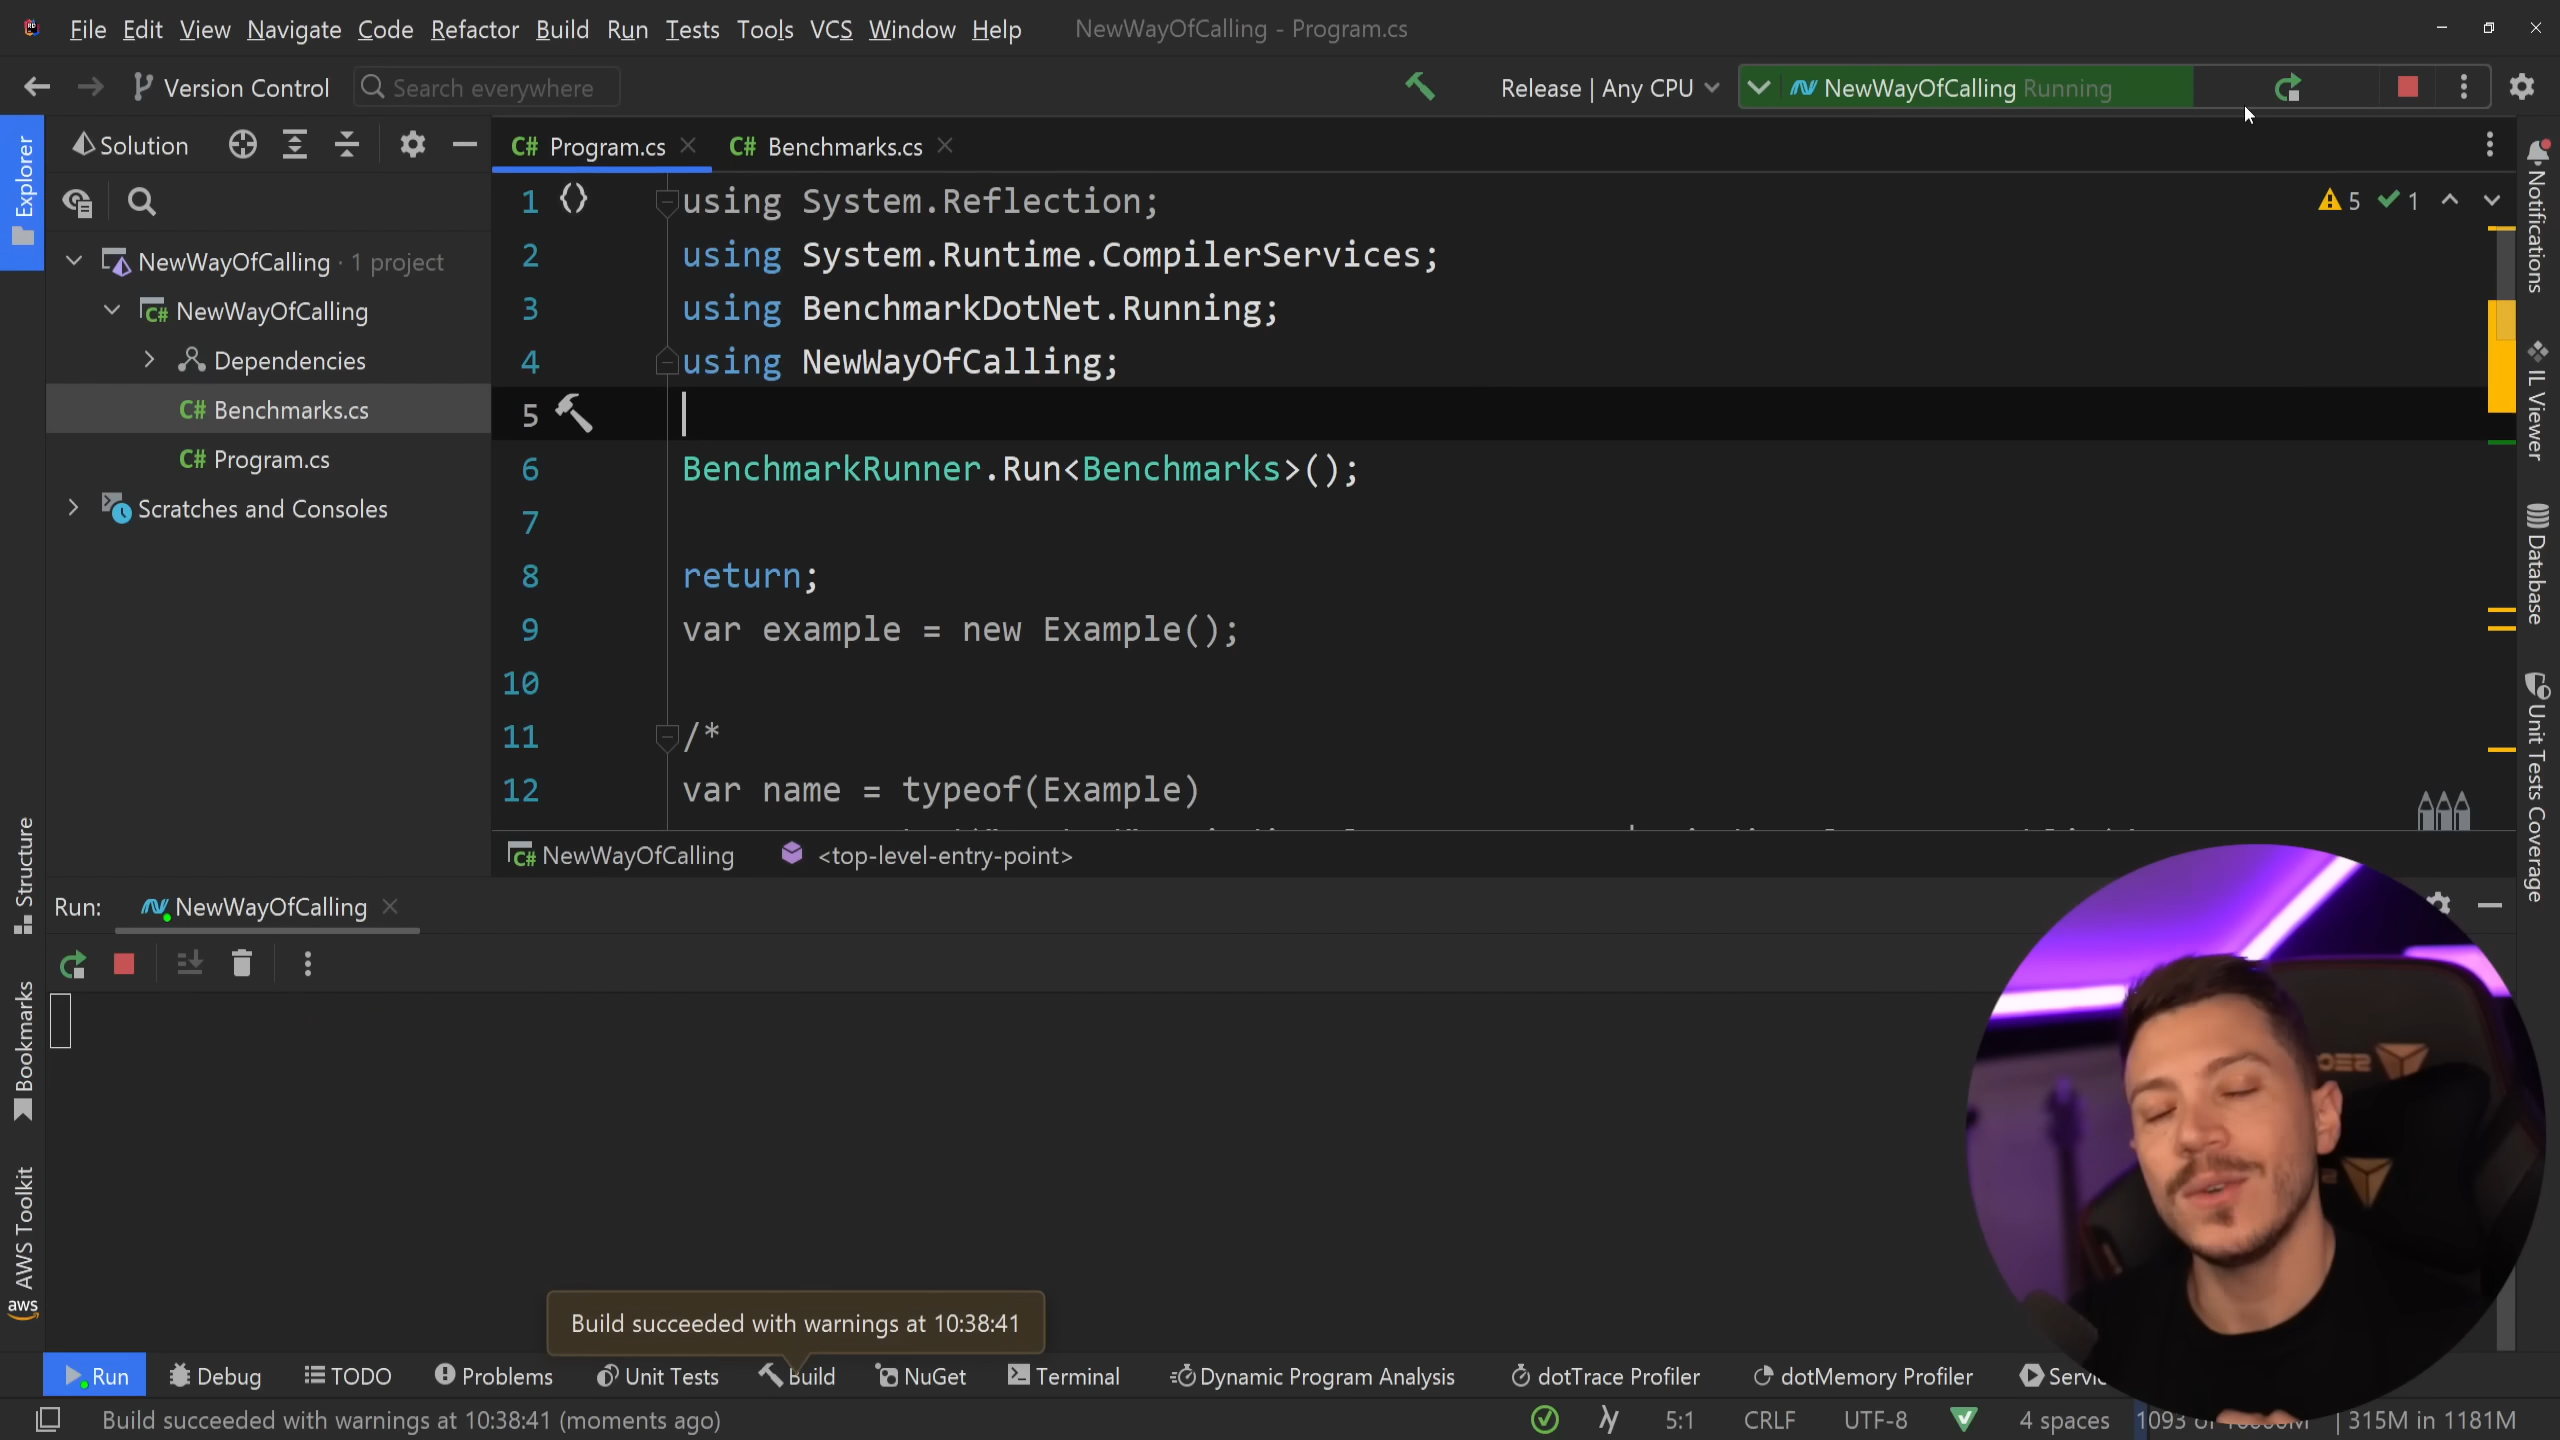 File Edit View Navigate Code Refactor Build Run Tests Tools VCS Window Help NewWayOfCalling - Program.cs
Version Control Search everywhere Release | Any CPU NewWayOfCalling Running
Explorer
Solution
NewWayOfCalling · 1 project
NewWayOfCalling
Dependencies
C# Benchmarks.cs
C# Program.cs
Scratches and Consoles
C# Program.cs C# Benchmarks.cs
5 1
1 using System.Reflection;
2 using System.Runtime.CompilerServices;
3 using BenchmarkDotNet.Running;
4 using NewWayOfCalling;
5
6 BenchmarkRunner.Run<Benchmarks>();
7
8 return;
9 var example = new Example();
10
11 /*
12 var name = typeof(Example)
C# NewWayOfCalling <top-level-entry-point>
Notifications
IL Viewer
Database
Unit Tests Coverage
Structure
Bookmarks
AWS Toolkit
aws
Run: NewWayOfCalling
Build succeeded with warnings at 10:38:41
Run Debug TODO Problems Unit Tests Build NuGet Terminal Dynamic Program Analysis dotTrace Profiler dotMemory Profiler
Build succeeded with warnings at 10:38:41 (moments ago) 5:1 CRLF UTF-8 4 spaces 1093 315M in 1181M